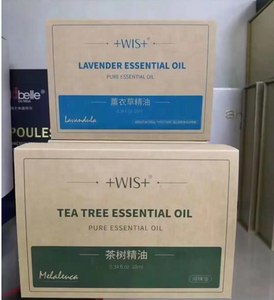 +WIS+
LAVENDER ESSENTIAL OIL
PURE ESSENTIAL OIL
薰衣草精油
Lavandula
belle
POULES
+WIS+
TEA TREE ESSENTIAL OIL
PURE ESSENTIAL OIL
茶树精油
Melaleuca